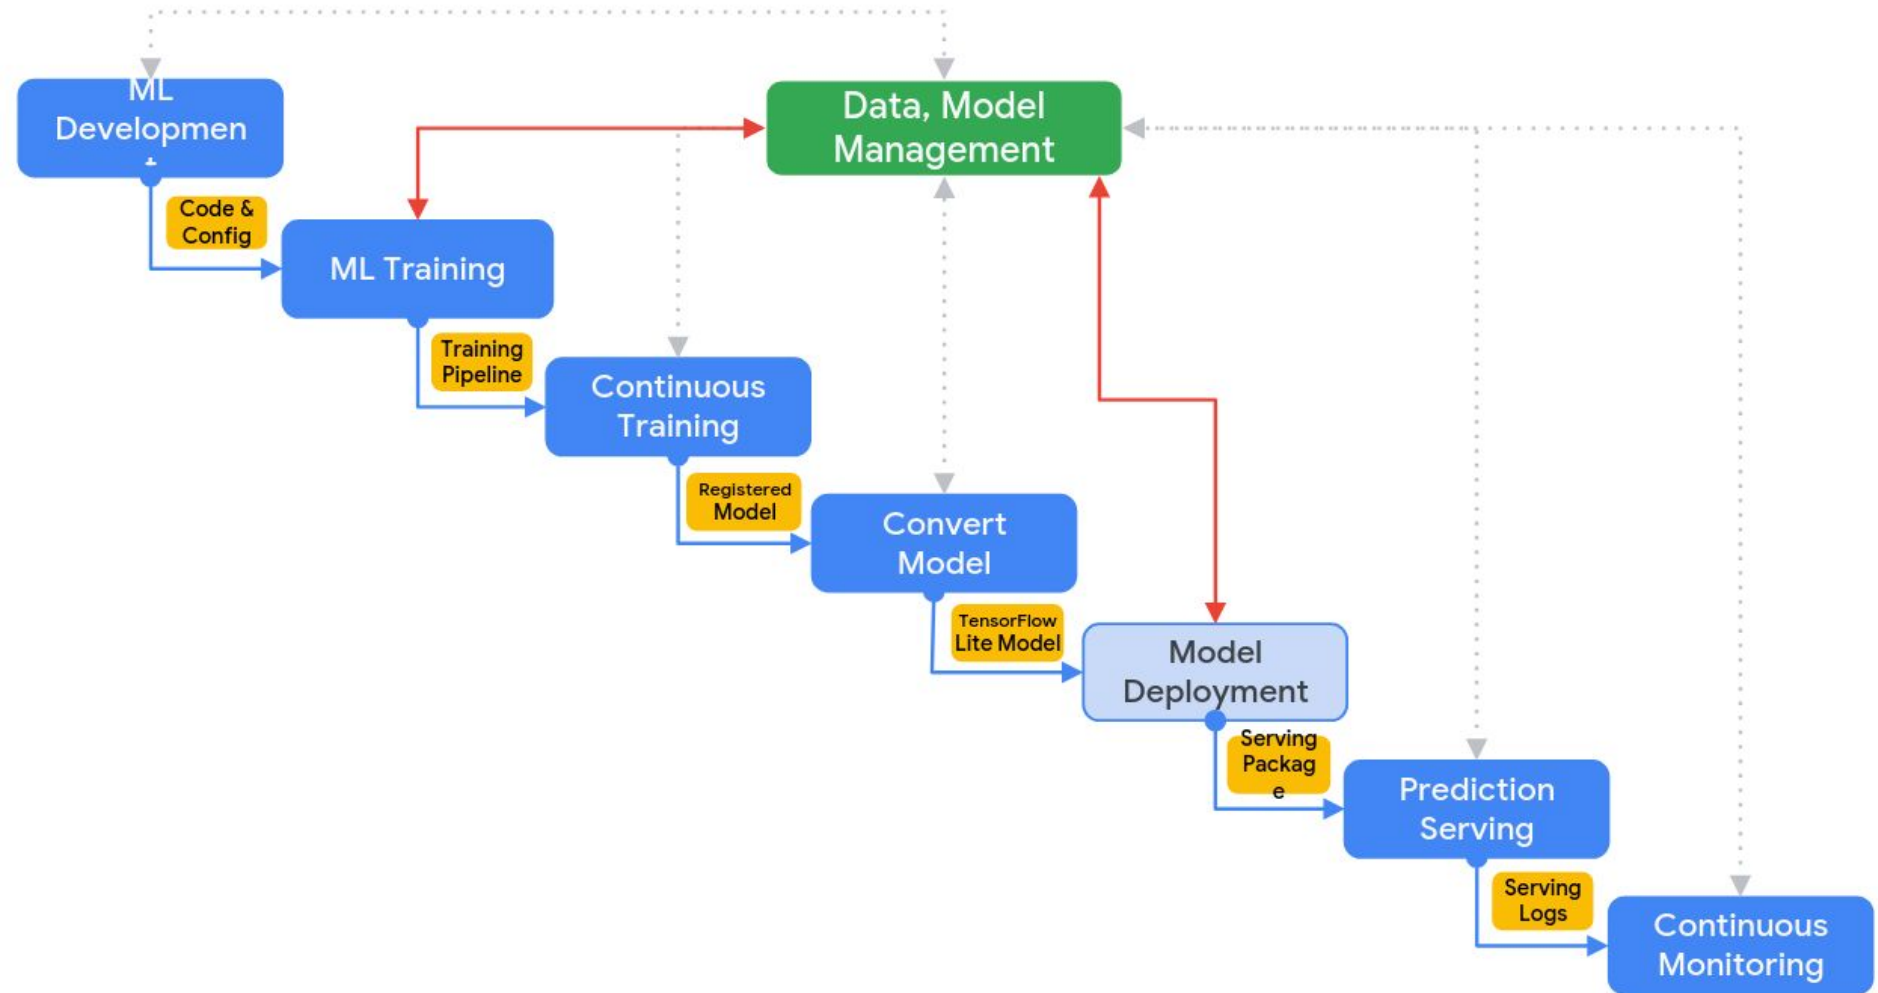 ML
Developmen
t
Data, Model
Management
Code &
Config
ML Training
Training
Pipeline
Continuous
Training
Registered
Model
Convert
Model
TensorFlow
Lite Model
Model
Deployment
Serving
Packag
e
Prediction
Serving
Serving
Logs
Continuous
Monitoring